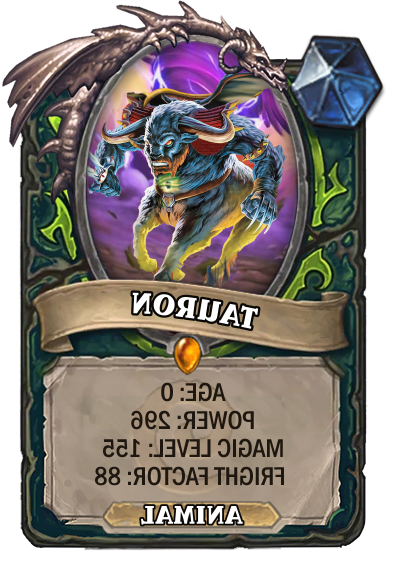 TAURON
AGE: 0
POWER: 296
MAGIC LEVEL: 155
FRIGHT FACTOR: 88
ANIMAL